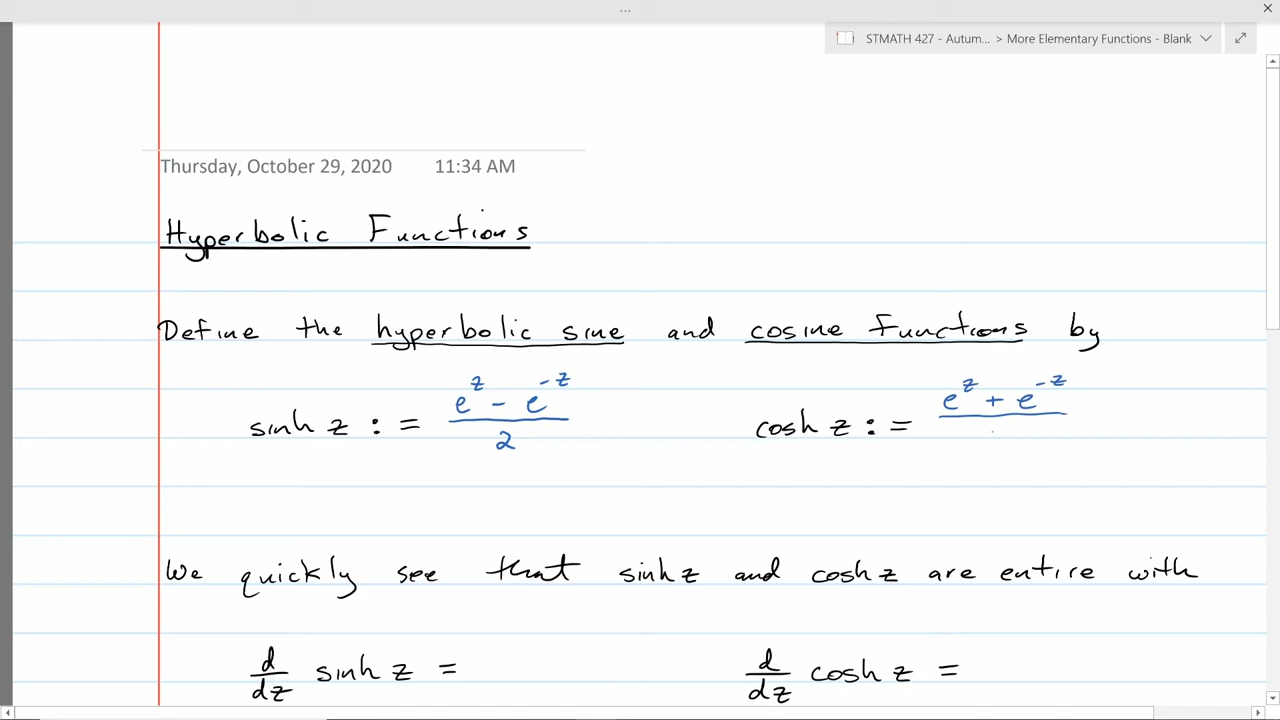 ...
STMATH 427 - Autum... > More Elementary Functions - Blank
Thursday, October 29, 2020 11:34 AM
Hyperbolic Functions
Define the hyperbolic sine and cosine functions by
sinh z := (e^z - e^-z)/2 cosh z := e^z + e^-z
We quickly see that sinh z and cosh z are entire with
d/dz sinh z = d/dz cosh z =